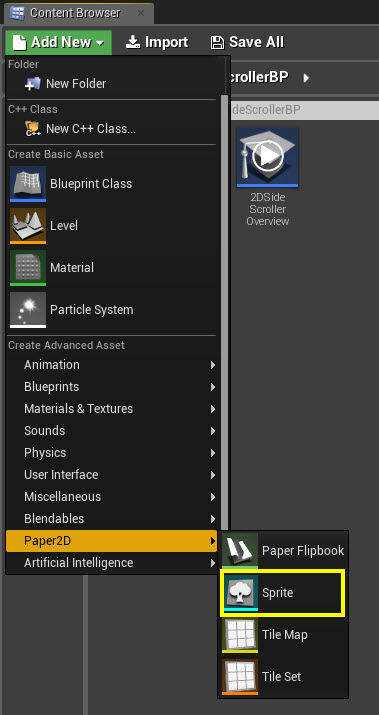 Content Browser
Add New
Import
Save All
Folder
New Folder
C++ Class
New C++ Class...
Create Basic Asset
Blueprint Class
Level
Material
Particle System
Create Advanced Asset
Animation
Blueprints
Materials & Textures
Sounds
Physics
User Interface
Miscellaneous
Blendables
Paper2D
Artificial Intelligence
crollerBP
deScrollerBP
2DSide
Scroller
Overview
Paper Flipbook
Sprite
Tile Map
Tile Set